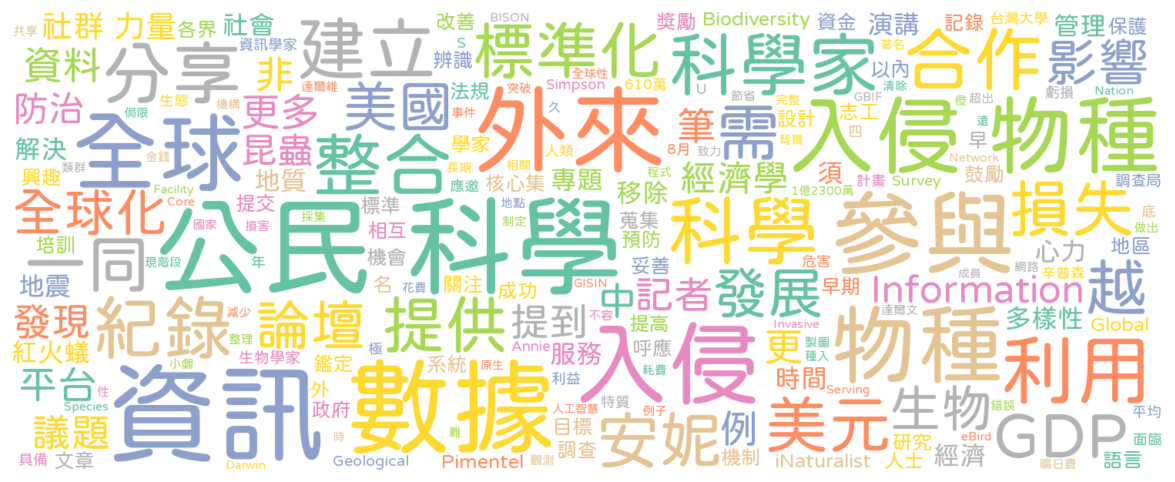 共享
社群
力量
各界
社會
資訊學家
建立
改善
BISON
s
辨識
標準化
獎勵
Biodiversity
資金
演講
記錄
台灣大學
管理
保護
著名
科學家
合作
影響
以內
清除
虧損
Nation
資料
分享
非
達爾維
美國
法規
突破
全球性
Simpson
610萬
U
節省
GBIF
完整
侵
超出
防治
侷限
生態
機構
更多
事件
久
外來
筆
需
設計
志工
背景
四
遠
早
入侵
物種
解決
全球
昆蟲
整合
學家
人類
8月
致力
Network
鼓勵
興趣
金錢
類群
地質
長期
相關
應邀
核心集
程式
專題
移除
經濟學
須
計畫
Survey
1億2300萬
調查局
全球化
Facility
Core
國家
提交
損害
採集
標準
相互
地點
制定
蒐集
預防
科學
參與
損失
底
做出
培訓
一同
現階段
年
公民科學
機會
名
花費
關注
成功
GISIN
妥善
危害
成員
網路
心力
辛普森
地區
地震
發現
紀錄
減少
整理
論壇
提供
提到
不容
中
記者
發展
早期
Information
達爾文
多樣性
越
Global
紅火蟻
小鸁
生物學家
鑑定
極
系統
原生
Annie
服務
提高
呼應
耗費
入侵
Invasive
更
製圖
種入
物種
利用
平台
性
Species
資訊
外
政府
數據
利益
特質
人工智慧
例子
時間
Serving
美元
生物
錯誤
GDP
平均
面臨
議題
具備
文章
時
Darwin
Geological
難
Pimentel
觀測
目標
調查
安妮
例
機制
iNaturalist
研究
人士
eBird
經濟
曠日費
語言